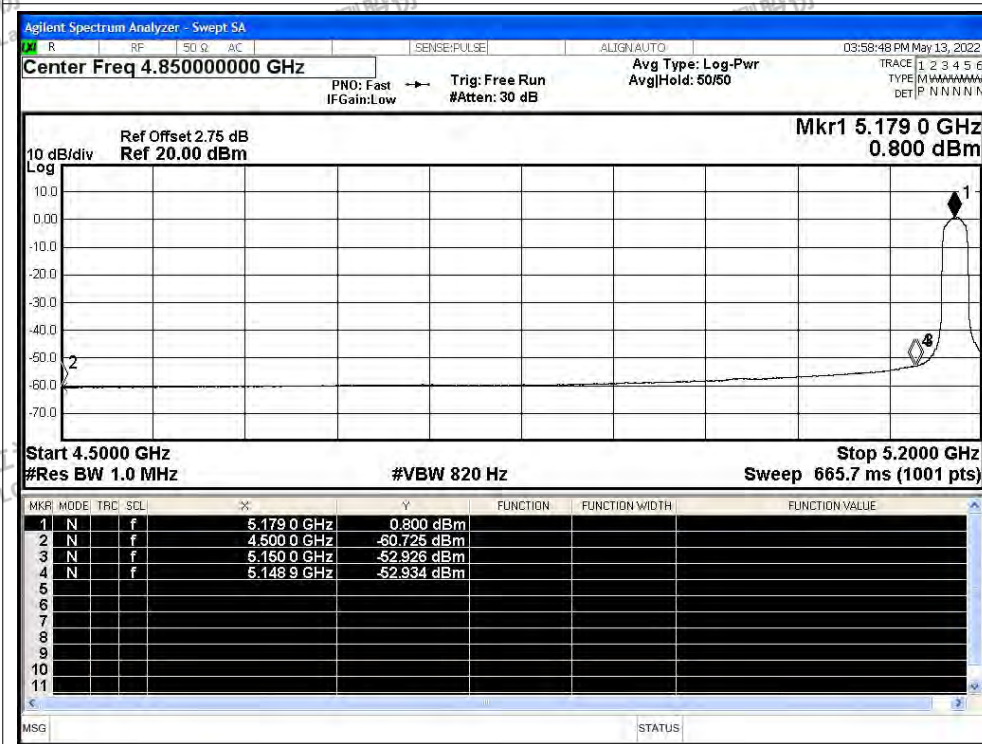 Agilent Spectrum Analyzer - Swept SA
LXI R RF 50 Ω AC SENSE:PULSE ALIGN AUTO 03:58:48 PM May 13, 2022
Center Freq 4.850000000 GHz
PNO: Fast
IFGain:Low
Trig: Free Run
#Atten: 30 dB
Avg Type: Log-Pwr
Avg|Hold: 50/50
TRACE 1 2 3 4 5 6
TYPE M
DET P N N N N N
Ref Offset 2.75 dB
10 dB/div Ref 20.00 dBm
Log
Mkr1 5.179 0 GHz
0.800 dBm
10.0
0.00
-10.0
-20.0
-30.0
-40.0
-50.0
-60.0
-70.0
1
2
4
Start 4.5000 GHz Stop 5.2000 GHz
#Res BW 1.0 MHz #VBW 820 Hz Sweep 665.7 ms (1001 pts)
MKR MODE TRC SCL X Y FUNCTION FUNCTION WIDTH FUNCTION VALUE
1 N f 5.179 0 GHz 0.800 dBm
2 N f 4.500 0 GHz -60.725 dBm
3 N f 5.150 0 GHz -52.926 dBm
4 N f 5.148 9 GHz -52.934 dBm
5
6
7
8
9
10
11
MSG STATUS